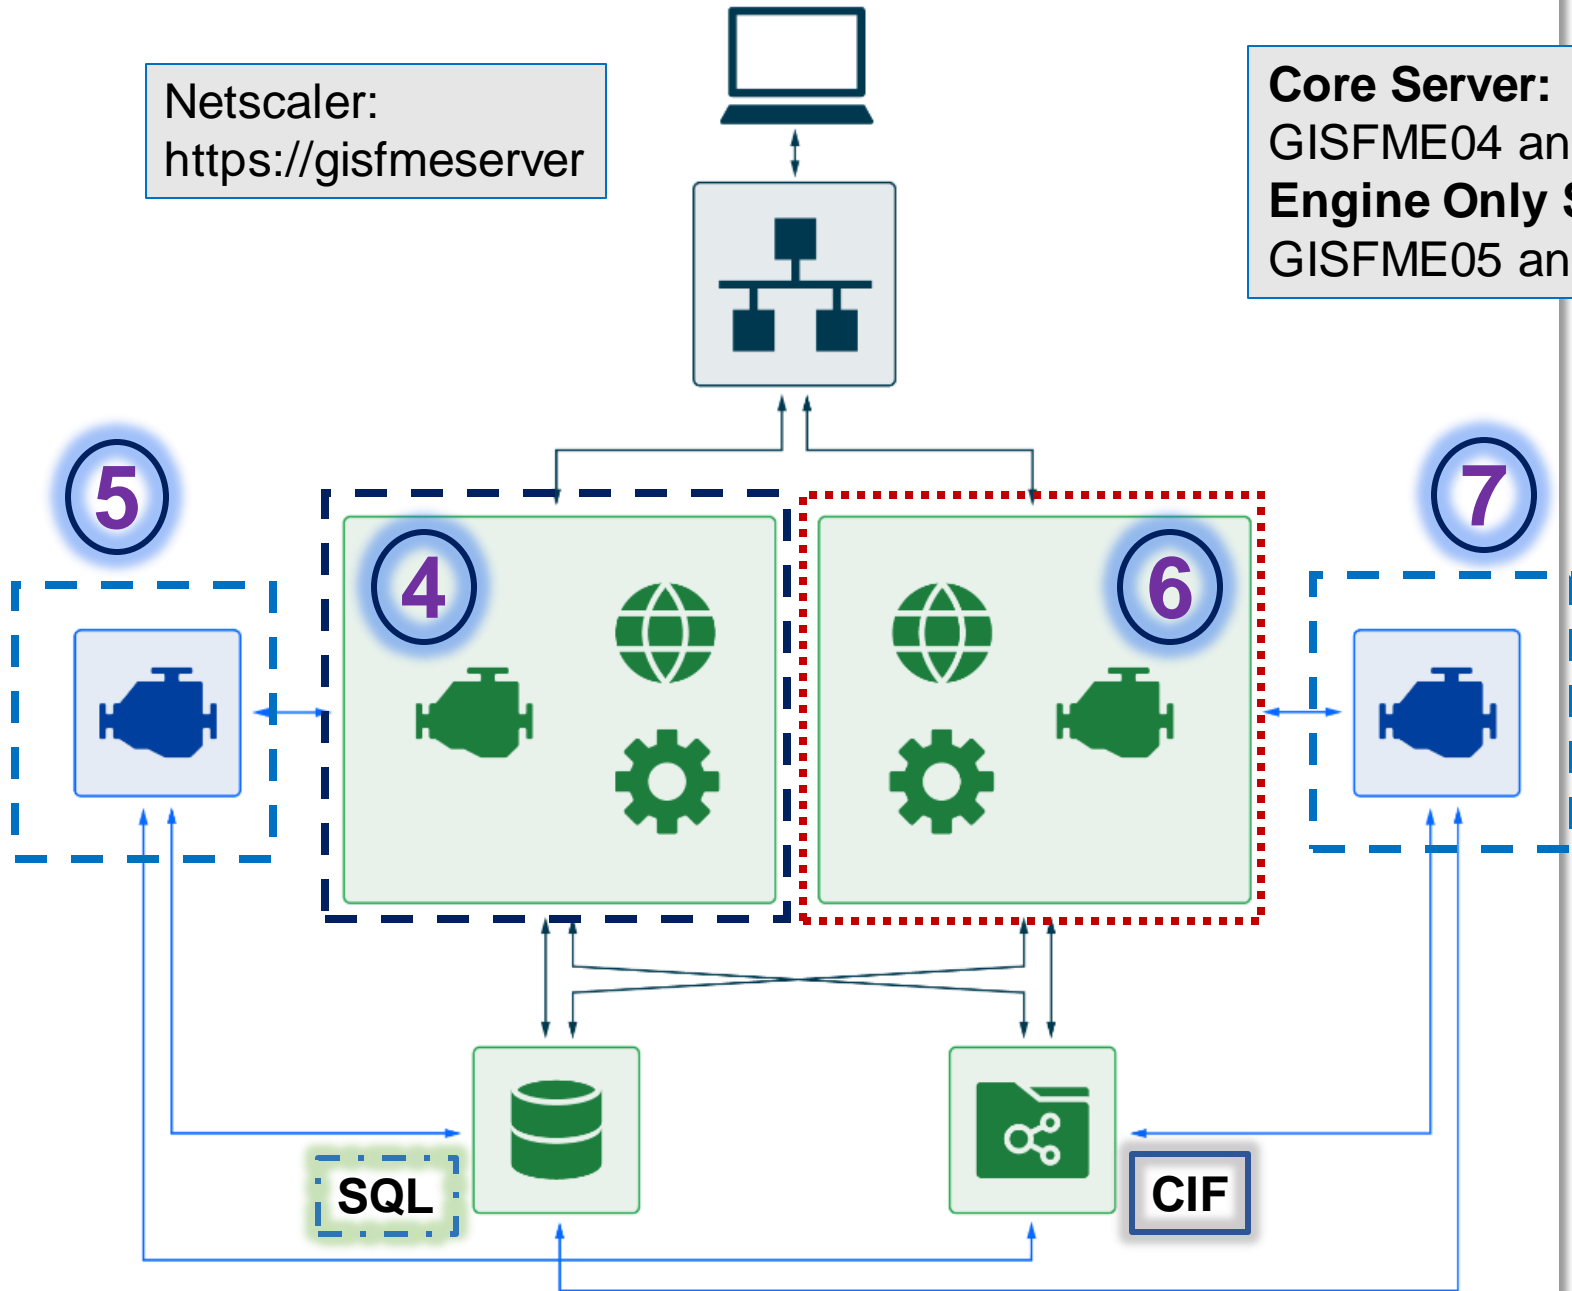 Netscaler:
https://gisfmeserver
Core Server:
GISFME04 an
Engine Only S
GISFME05 an
5
4
6
7
SQL
CIF